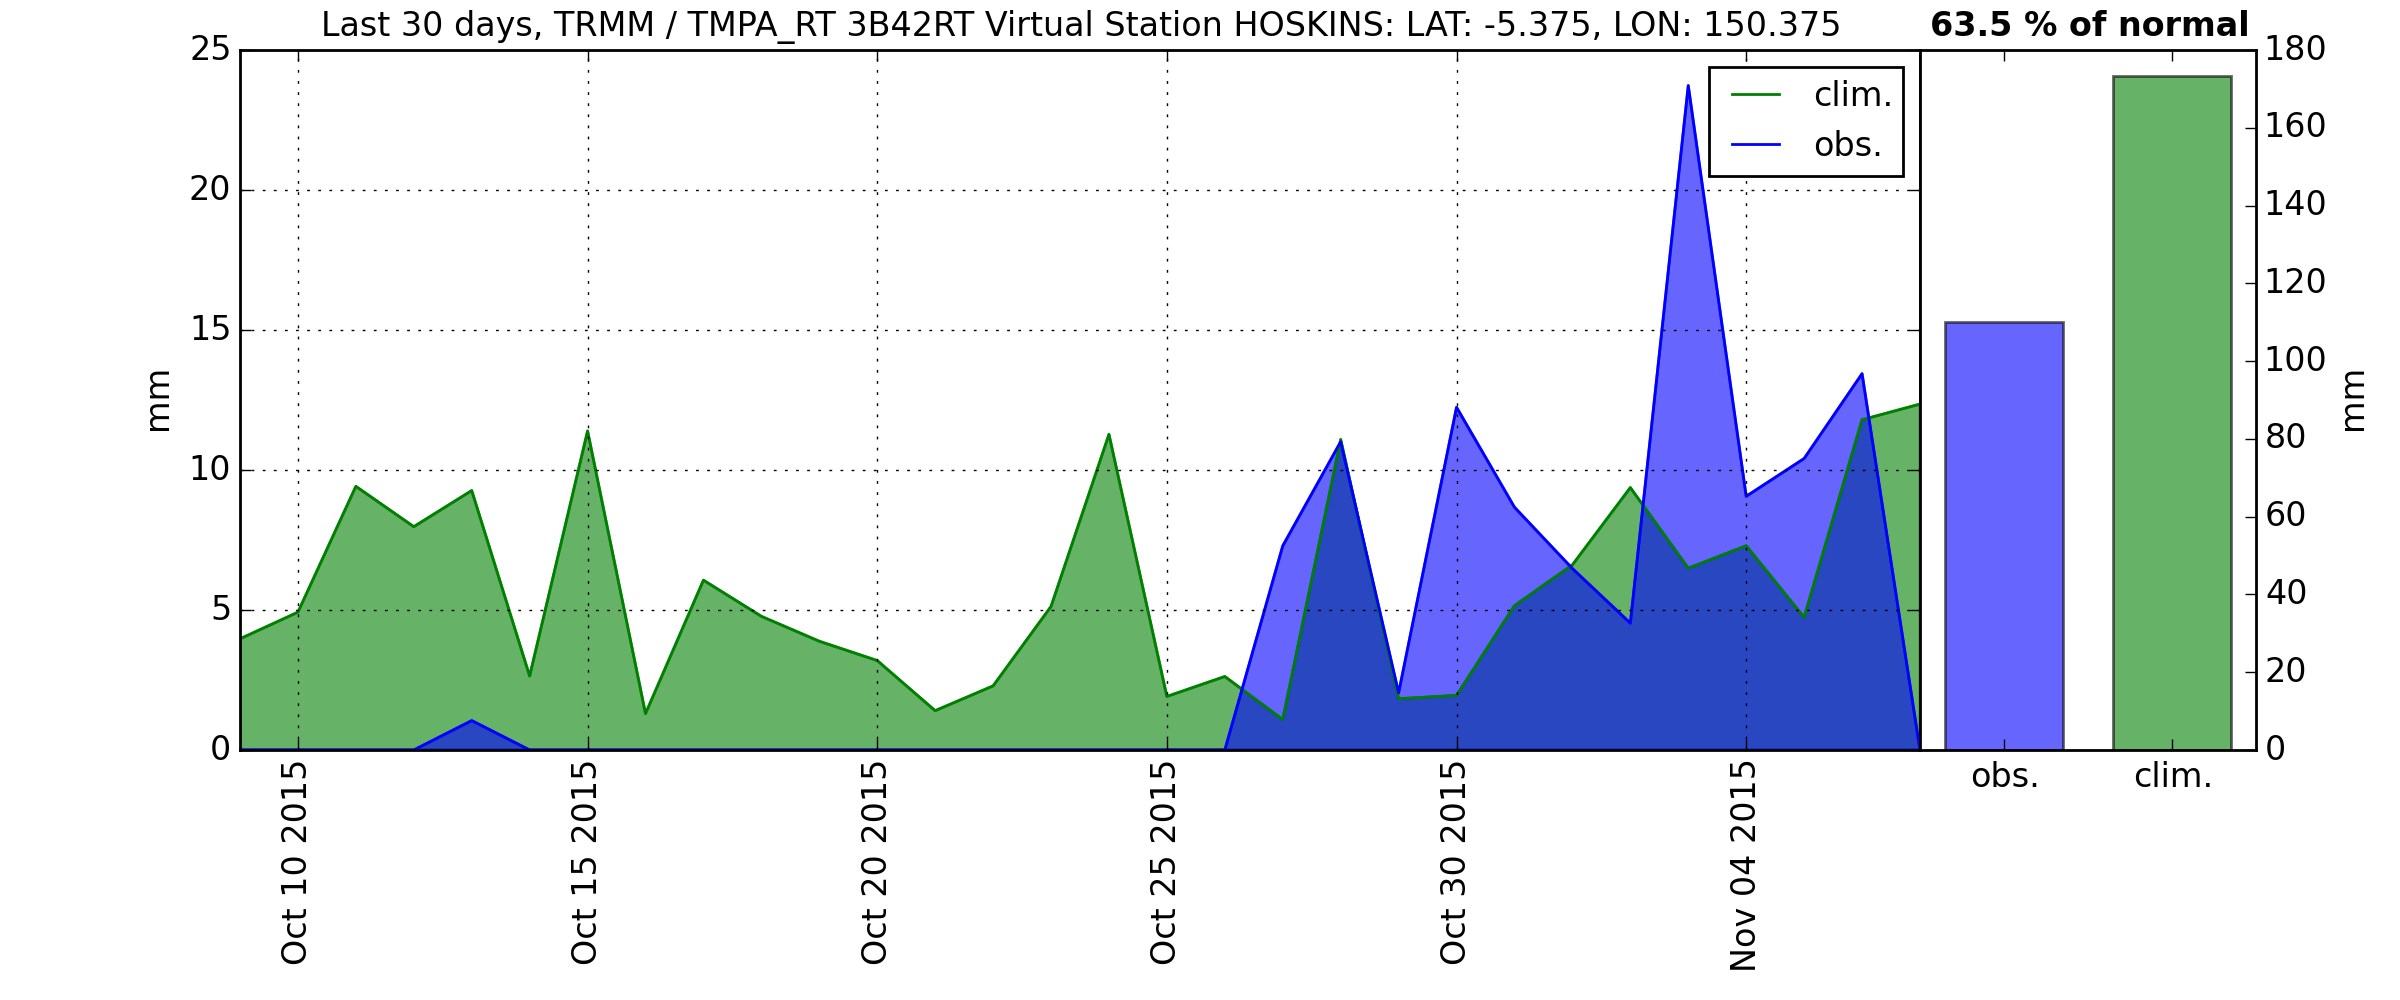 Last 30 days, TRMM / TMPA_RT 3B42RT Virtual Station HOSKINS: LAT: -5.375, LON: 150.375
63.5 % of normal
25
20
15
10
5
0
mm
clim.
obs.
Oct 10 2015
Oct 15 2015
Oct 20 2015
Oct 25 2015
Oct 30 2015
Nov 04 2015
180
160
140
120
100
80
60
40
20
0
mm
obs.
clim.